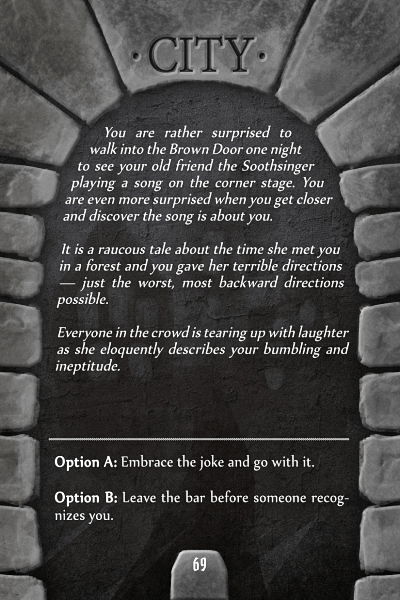 · CITY ·
You are rather surprised to
walk into the Brown Door one night
to see your old friend the Soothsinger
playing a song on the corner stage. You
are even more surprised when you get closer
and discover the song is about you.
It is a raucous tale about the time she met you
in a forest and you gave her terrible directions
— just the worst, most backward directions
possible.
Everyone in the crowd is tearing up with laughter
as she eloquently describes your bumbling and
ineptitude.
Option A: Embrace the joke and go with it.
Option B: Leave the bar before someone recog-
nizes you.
69